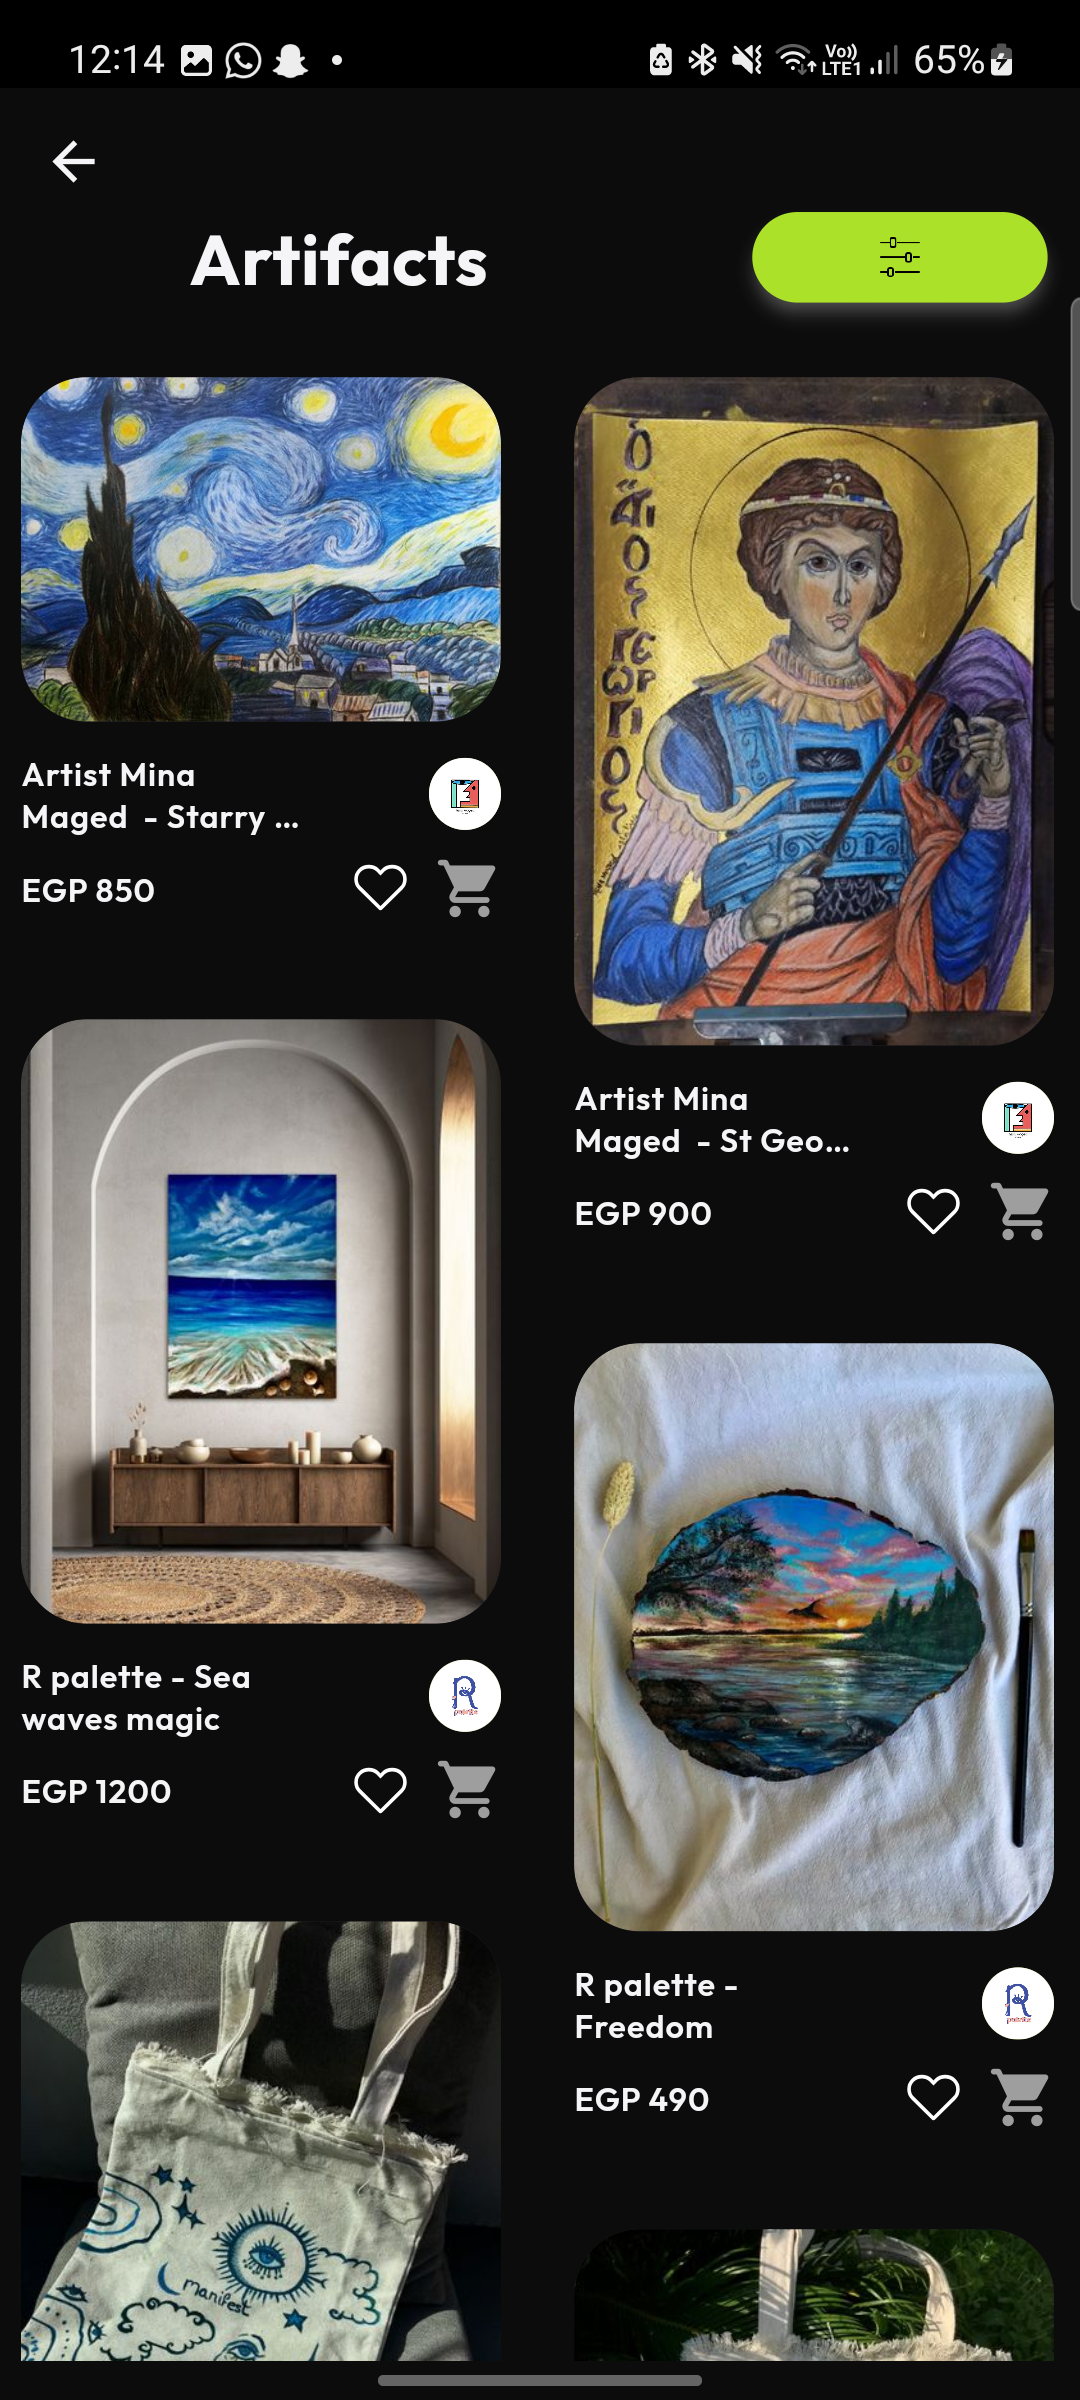 12:14
Vo))
LTE1
65%
Artifacts
Artist Mina
Maged - Starry ...
EGP 850
Ὁ
ἍΓΙΟΣ
ΓΕΩΡΓΙΟΣ
Artist Mina
Maged - St Geo...
EGP 900
R palette - Sea
waves magic
EGP 1200
R palette -
Freedom
EGP 490
manifest